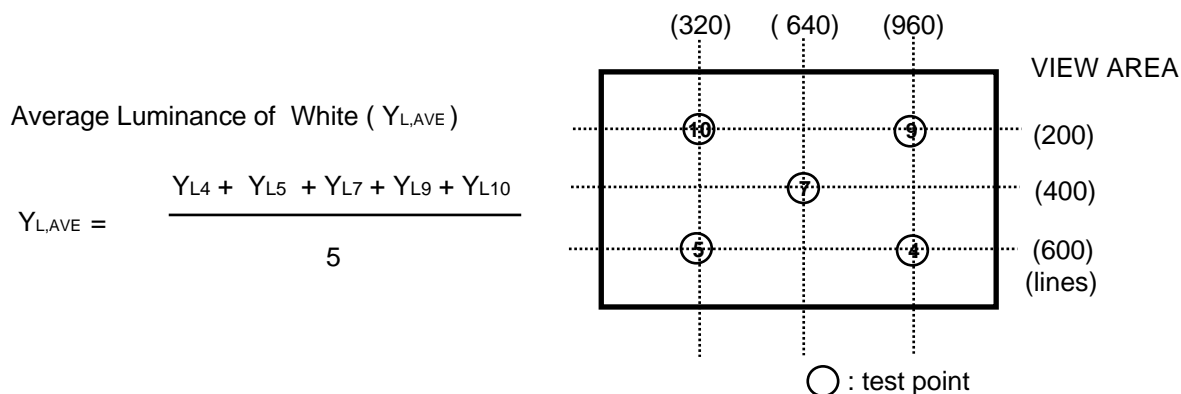 (320) ( 640) (960)
VIEW AREA
Average Luminance of White ( YL,AVE )
10 9 (200)
YL4 + YL5 + YL7 + YL9 + YL10
7 (400)
YL,AVE =
5
5 4 (600)
(lines)
: test point